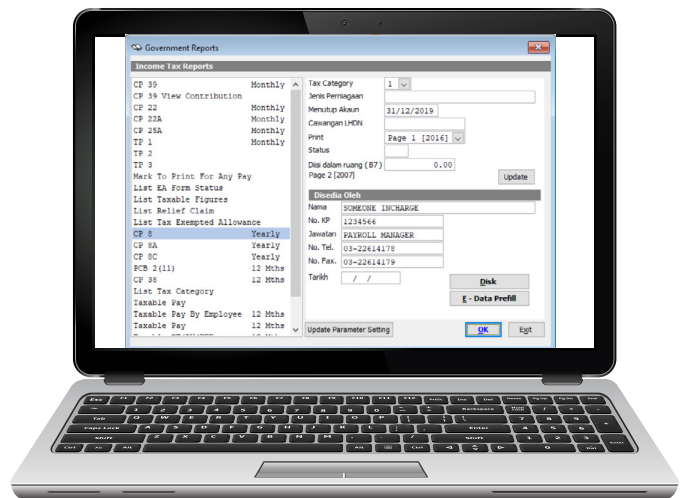 Government Reports
Income Tax Reports
CP 39 Monthly
CP 39 View Contribution
CP 22 Monthly
CP 22A Monthly
CP 25A Monthly
TP 1 Monthly
TP 2
TP 3
Mark To Print For Any Pay
List EA Form Status
List Taxable Figures
List Relief Claim
List Tax Exempted Allowance
CP 8 Yearly
CP 8A Yearly
CP 8C Yearly
PCB 2(11) 12 Mths
CP 38 12 Mths
List Tax Category
Taxable Pay
Taxable Pay By Employee 12 Mths
Taxable Pay 12 Mths
Tax Category 1
Jenis Perniagaan
Menutup Akaun 31/12/2019
Cawangan LHDN
Print Page 1 [2016]
Status
Diisi dalam ruang ( B7 ) 0.00
Page 2 [2007]
Update
Disedia Oleh
Nama SOMEONE INCHARGE
No. KP 1234566
Jawatan PAYROLL MANAGER
No. Tel. 03-22614178
No. Fax. 03-22614179
Tarikh / /
Disk
E - Data Prefill
Update Parameter Setting
OK
Exit